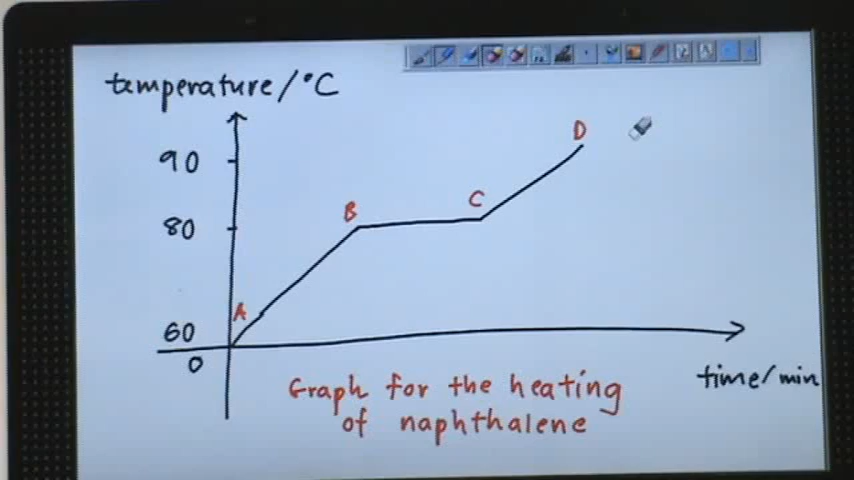 temperature/°C
90
D
C
B
80
A
60
0
time/min
Graph for the heating
of naphthalene